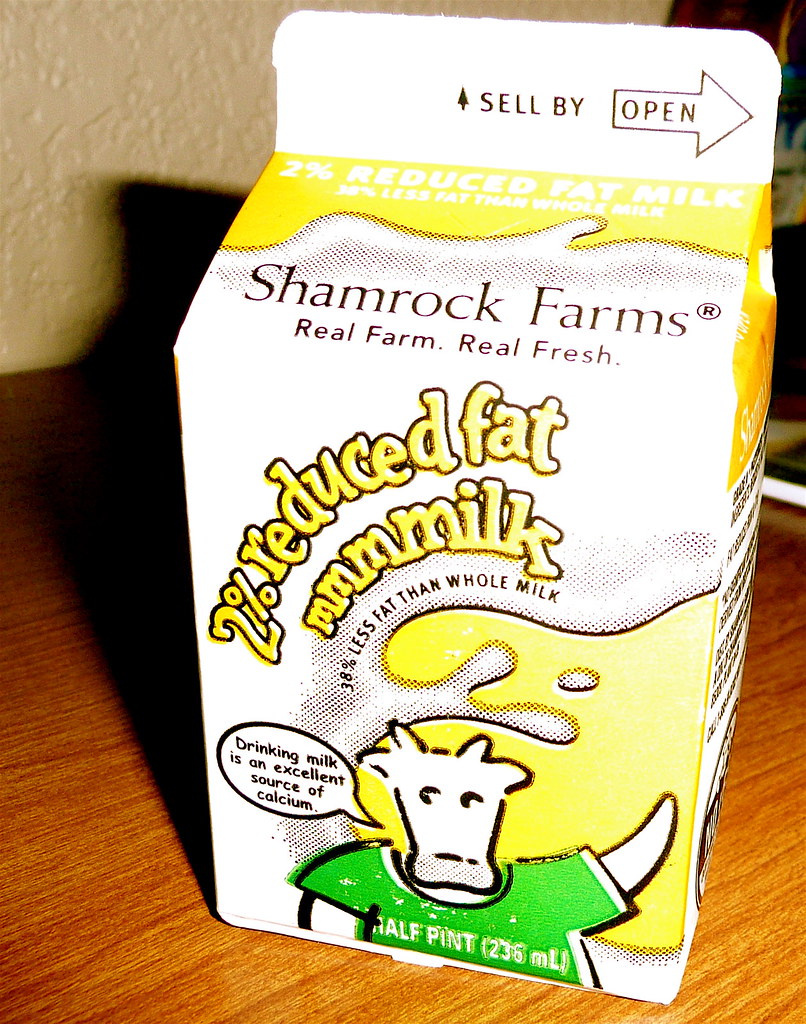 SELL BY OPEN
2% REDUCED FAT MILK
38% LESS FAT THAN WHOLE MILK
Shamrock Farms®
Real Farm. Real Fresh.
2% reduced fat
mmmmilk
38% LESS FAT THAN WHOLE MILK
Drinking milk
is an excellent
source of
calcium.
HALF PINT (236 mL)